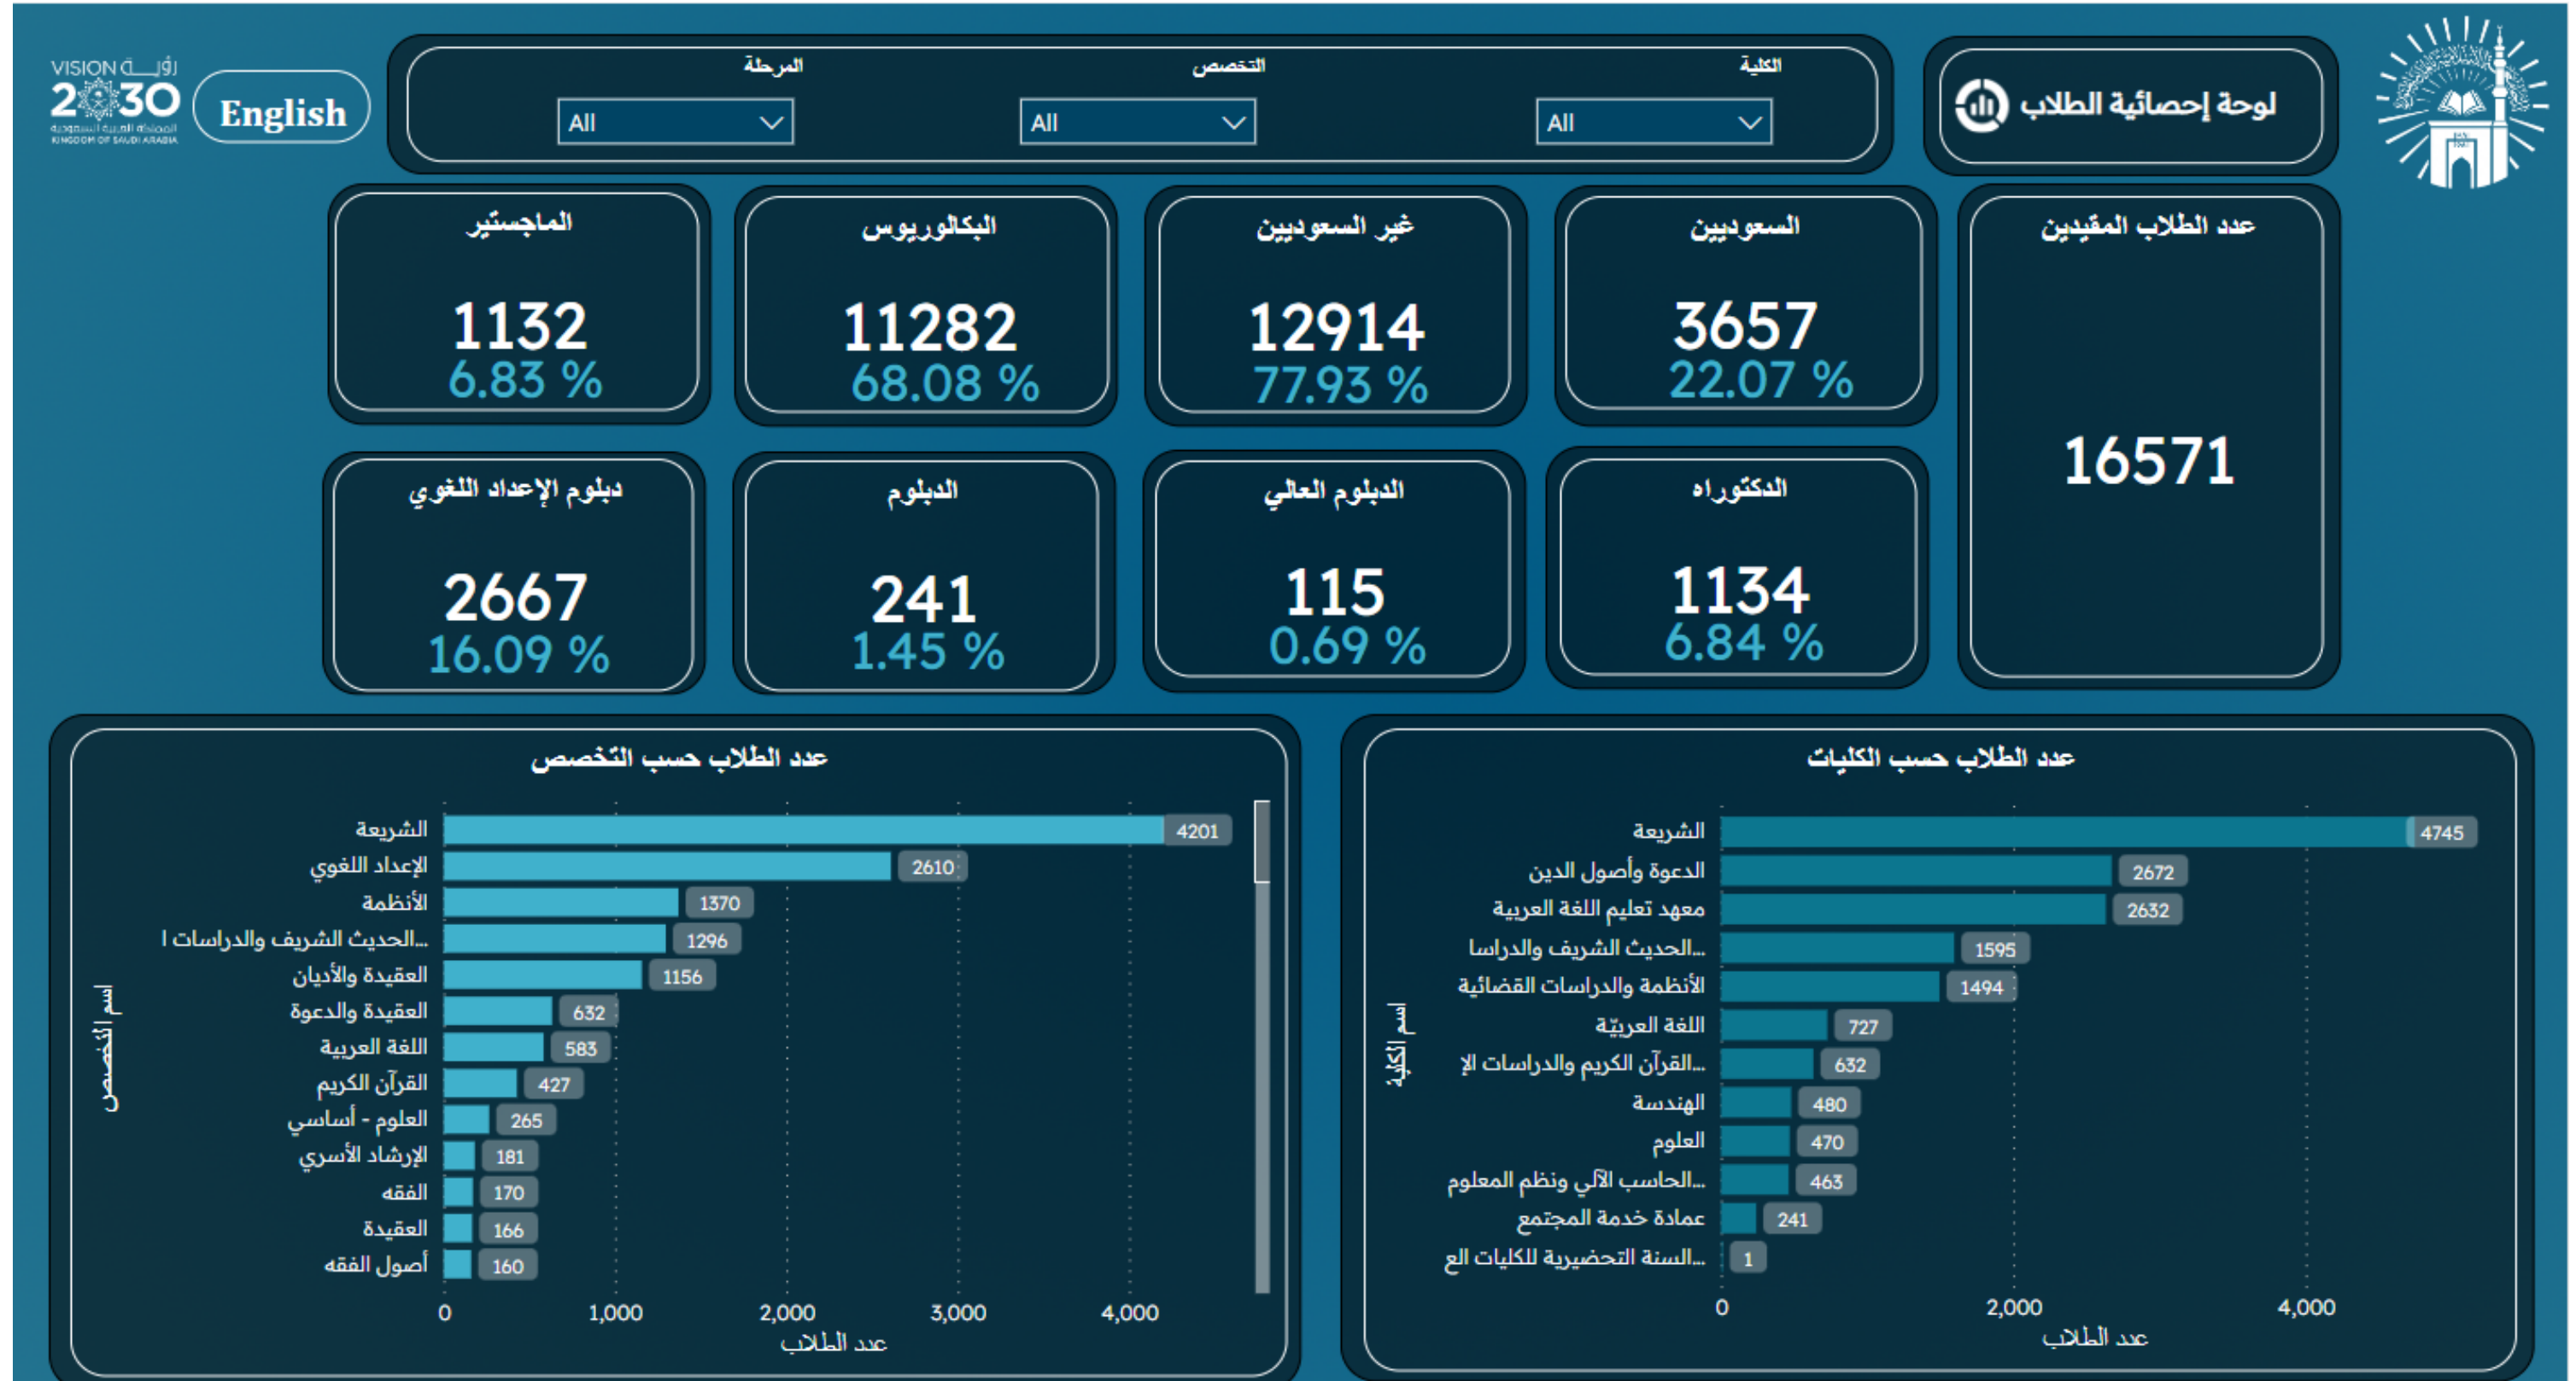 لوحة إحصائية الطلاب
الكلية
All
التخصص
All
المرحلة
All
English
VISION رؤيـــة
2030
المملكة العربية السعودية
KINGDOM OF SAUDI ARABIA
عدد الطلاب المقيدين
16571
السعوديين
3657
22.07 %
غير السعوديين
12914
77.93 %
البكالوريوس
11282
68.08 %
الماجستير
1132
6.83 %
الدكتوراه
1134
6.84 %
الدبلوم العالي
115
0.69 %
الدبلوم
241
1.45 %
دبلوم الإعداد اللغوي
2667
16.09 %
عدد الطلاب حسب الكليات
اسم الكلية
الشريعة 4745
الدعوة وأصول الدين 2672
معهد تعليم اللغة العربية 2632
الحديث الشريف والدراسا... 1595
الأنظمة والدراسات القضائية 1494
اللغة العربيّة 727
القرآن الكريم والدراسات الإ... 632
الهندسة 480
العلوم 470
الحاسب الآلي ونظم المعلوم... 463
عمادة خدمة المجتمع 241
السنة التحضيرية للكليات الع... 1
0 2,000 4,000
عدد الطلاب
عدد الطلاب حسب التخصص
اسم التخصص
الشريعة 4201
الإعداد اللغوي 2610
الأنظمة 1370
الحديث الشريف والدراسات ا... 1296
العقيدة والأديان 1156
العقيدة والدعوة 632
اللغة العربية 583
القرآن الكريم 427
العلوم - أساسي 265
الإرشاد الأسري 181
الفقه 170
العقيدة 166
أصول الفقه 160
0 1,000 2,000 3,000 4,000
عدد الطلاب